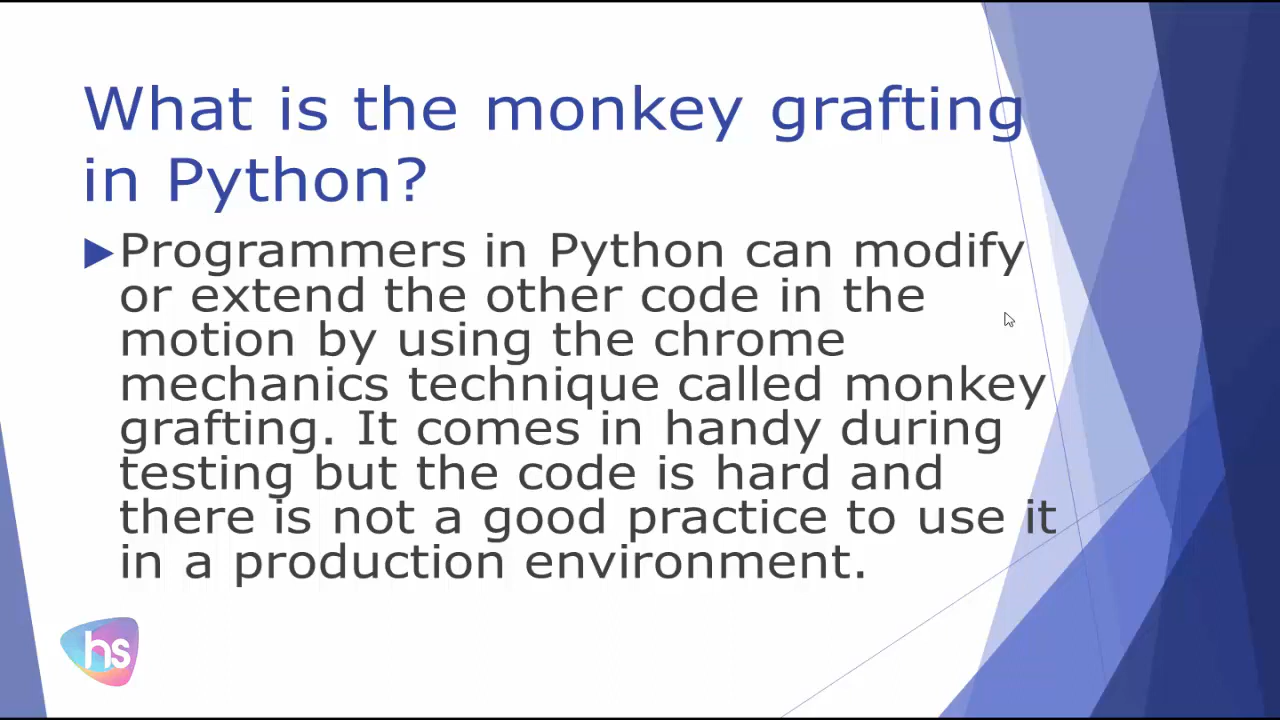 What is the monkey grafting
in Python?
Programmers in Python can modify
or extend the other code in the
motion by using the chrome
mechanics technique called monkey
grafting. It comes in handy during
testing but the code is hard and
there is not a good practice to use it
in a production environment.
hs